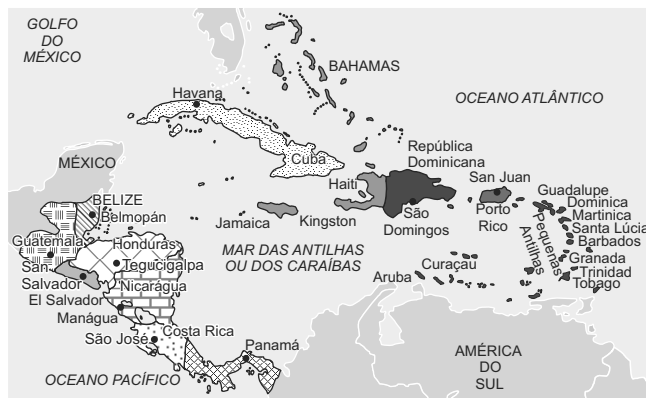 GOLFO
DO
MÉXICO
BAHAMAS
OCEANO ATLÂNTICO
Havana
Cuba
República
Dominicana
MÉXICO
Haiti
San Juan
Guadalupe
Dominica
Martinica
Santa Lúcia
Barbados
BELIZE
Belmopán
Jamaica
Kingston
São
Domingos
Porto
Rico
Pequenas
Antilhas
Guatemala
Honduras
MAR DAS ANTILHAS
OU DOS CARAÍBAS
Granada
Trinidad
Tobago
San
Salvador
Tegucigalpa
Curaçau
Aruba
El Salvador
Nicarágua
Manágua
Costa Rica
São José
Panamá
AMÉRICA
DO
SUL
OCEANO PACÍFICO